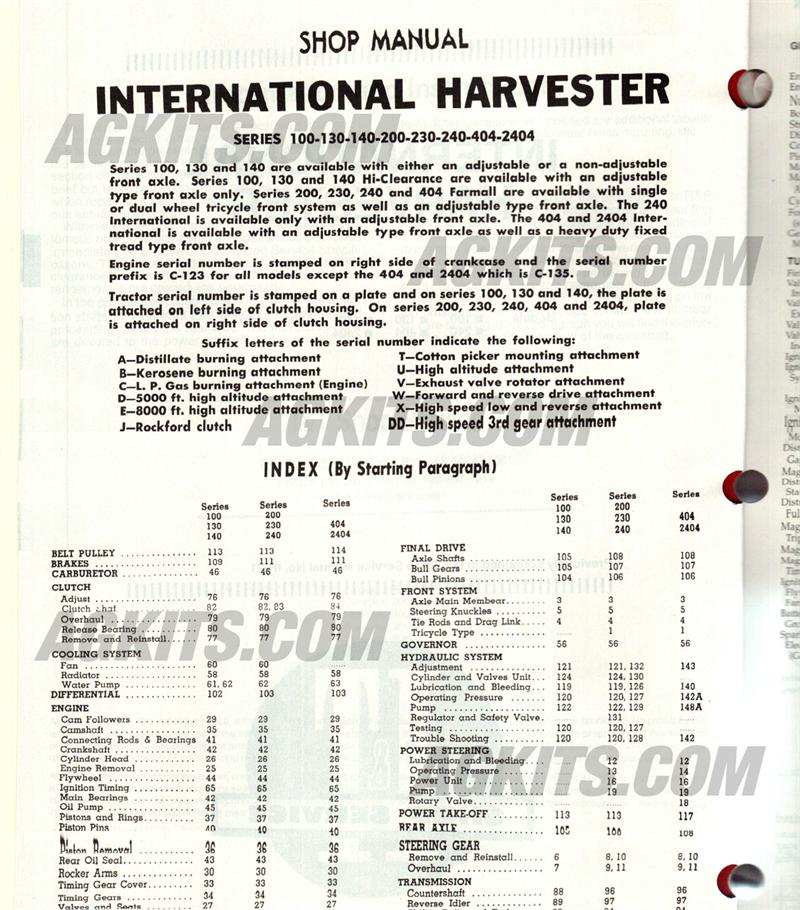 SHOP MANUAL
INTERNATIONAL HARVESTER
SERIES 100-130-140-200-230-240-404-2404
Series 100, 130 and 140 are available with either an adjustable or a non-adjustable
front axle. Series 100, 130 and 140 Hi-Clearance are available with an adjustable
type front axle only. Series 200, 230, 240 and 404 Farmall are available with single
or dual wheel tricycle front system as well as an adjustable type front axle. The 240
International is available only with an adjustable front axle. The 404 and 2404 Inter-
national is available with an adjustable type front axle as well as a heavy duty fixed
tread type front axle.
Engine serial number is stamped on right side of crankcase and the serial number
prefix is C-123 for all models except the 404 and 2404 which is C-135.
Tractor serial number is stamped on a plate and on series 100, 130 and 140, the plate is
attached on left side of clutch housing. On series 200, 230, 240, 404 and 2404, plate
is attached on right side of clutch housing.
Suffix letters of the serial number indicate the following:
A—Distillate burning attachment
B—Kerosene burning attachment
C—L. P. Gas burning attachment (Engine)
D—5000 ft. high altitude attachment
E—8000 ft. high altitude attachment
J—Rockford clutch
T—Cotton picker mounting attachment
U—High altitude attachment
V—Exhaust valve rotator attachment
W—Forward and reverse drive attachment
X—High speed low and reverse attachment
DD—High speed 3rd gear attachment
INDEX (By Starting Paragraph)
Series Series Series
100 200
130 230 404
140 240 2404
BELT PULLEY 113 113 114
BRAKES 109 111 111
CARBURETOR 46 46 46
CLUTCH
Adjust 76 76 76
Clutch shaft 82 82, 83 84
Overhaul 79 79 79
Release Bearing 80 80 80
Remove and Reinstall 77 77 77
COOLING SYSTEM
Fan 60 60
Radiator 58 58 58
Water Pump 61, 62 62 63
DIFFERENTIAL 102 103 103
ENGINE
Cam Followers 29 29 29
Camshaft 35 35 35
Connecting Rods & Bearings 41 41 41
Crankshaft 42 42 42
Cylinder Head 26 26 26
Engine Removal 25 25 25
Flywheel 44 44 44
Ignition Timing 65 65 65
Main Bearings 42 42 42
Oil Pump 45 45 45
Pistons and Rings 37 37 37
Piston Pins 40 40 40
Piston Removal 36 36 36
Rear Oil Seal 43 43 43
Rocker Arms 30 30 30
Timing Gear Cover 33 33 33
Timing Gears 34 34 34
Valves and Seats 27 27 27
Series Series Series
100 200
130 230 404
140 240 2404
FINAL DRIVE
Axle Shafts 105 108 108
Bull Gears 105 107 107
Bull Pinions 104 106 106
FRONT SYSTEM
Axle Main Membear 3 3 3
Steering Knuckles 5 5 5
Tie Rods and Drag Link 4 4 4
Tricycle Type 1 1
GOVERNOR 56 56 56
HYDRAULIC SYSTEM
Adjustment 121 121, 132 143
Cylinder and Valves Unit 124 124, 130
Lubrication and Bleeding 119 119, 126 140
Operating Pressure 120 120, 127 142A
Pump 122 122, 129 148A
Regulator and Safety Valve 131
Testing 120 120, 127
Trouble Shooting 120 120, 128 142
POWER STEERING
Lubrication and Bleeding 12 12
Operating Pressure 13 14
Power Unit 16 16
Pump 19 19
Rotary Valve 18
POWER TAKE-OFF 113 113 117
REAR AXLE 105 108 108
STEERING GEAR
Remove and Reinstall 6 8, 10 8, 10
Overhaul 7 9, 11 9, 11
TRANSMISSION
Countershaft 88 96 96
Reverse Idler 89 97 97
AGKITS.COM
AGKITS.COM
AGKITS.COM
AGKITS.COM
AGKITS.COM